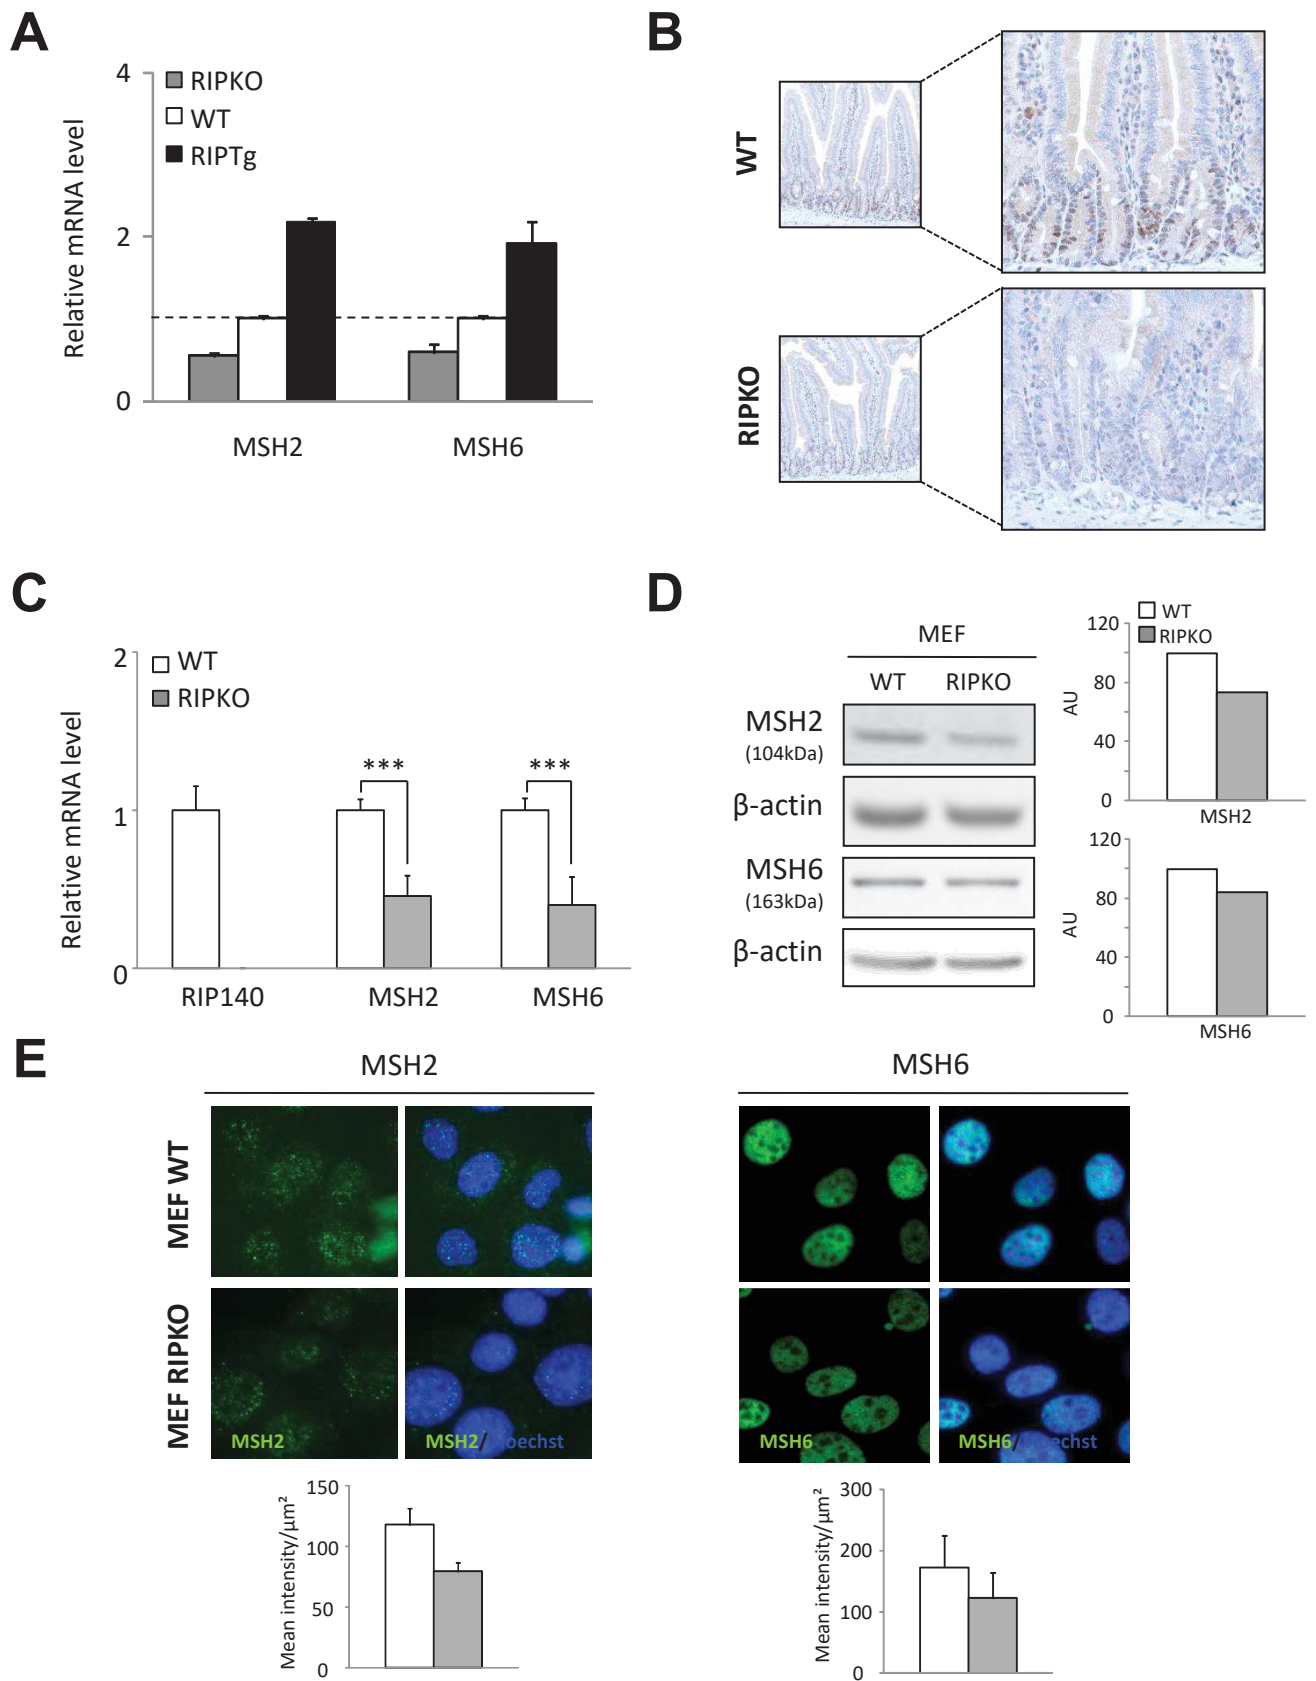 A
4
2
0
Relative mRNA level
RIPKO
WT
RIPTg
MSH2
MSH6
B
WT
RIPKO
C
2
1
0
Relative mRNA level
WT
RIPKO
***
***
RIP140
MSH2
MSH6
D
MEF
WT
RIPKO
MSH2
(104kDa)
β-actin
MSH6
(163kDa)
β-actin
WT
RIPKO
120
80
40
0
AU
MSH2
120
80
40
0
AU
MSH6
E
MSH2
MSH6
MEF WT
MEF RIPKO
MSH2
MSH2/Hoechst
MSH6
MSH6/Hoechst
150
100
50
0
Mean intensity/μm²
300
200
100
0
Mean intensity/μm²